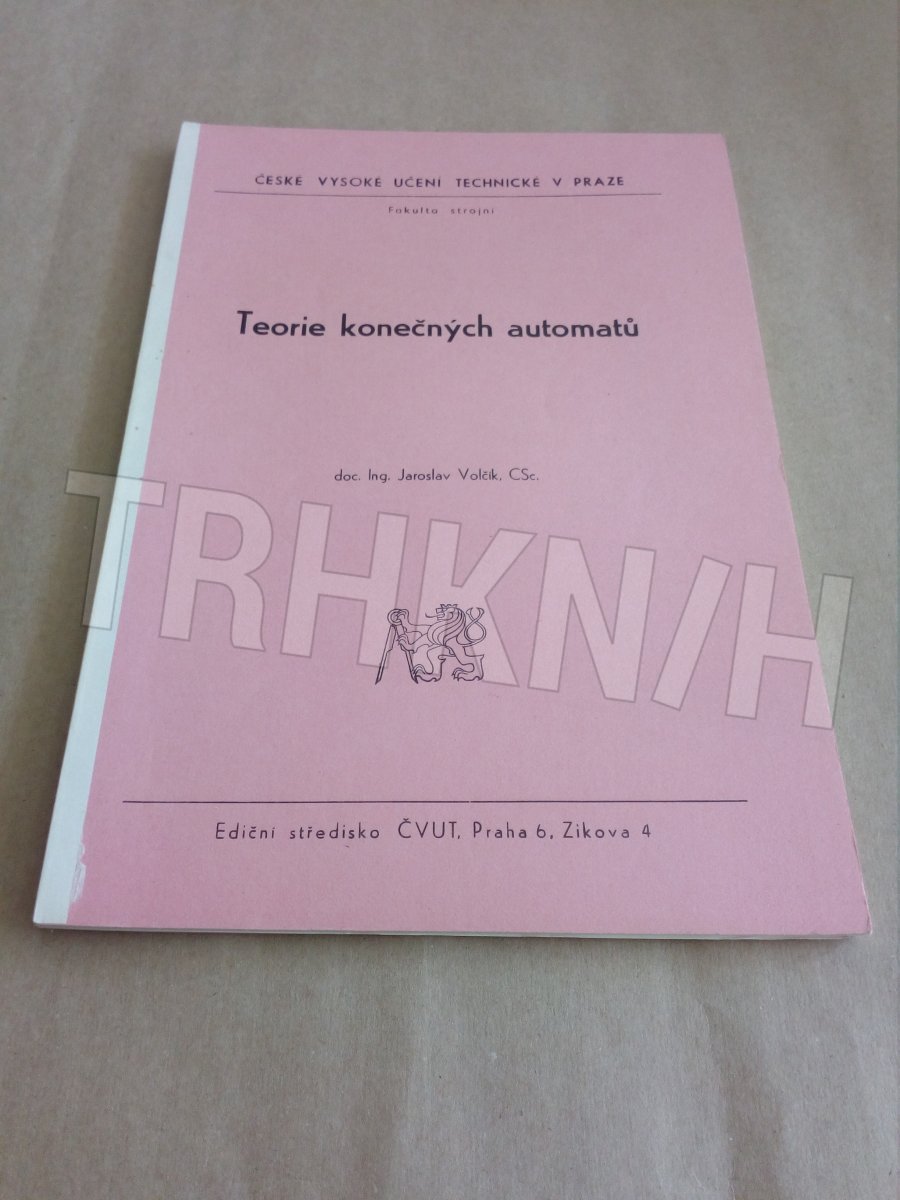 ČESKÉ VYSOKÉ UČENÍ TECHNICKÉ V PRAZE
Fakulta strojní
Teorie konečných automatů
doc. Ing. Jaroslav Volčík, CSc.
TRHKN/H
Ediční středisko ČVUT, Praha 6, Zikova 4